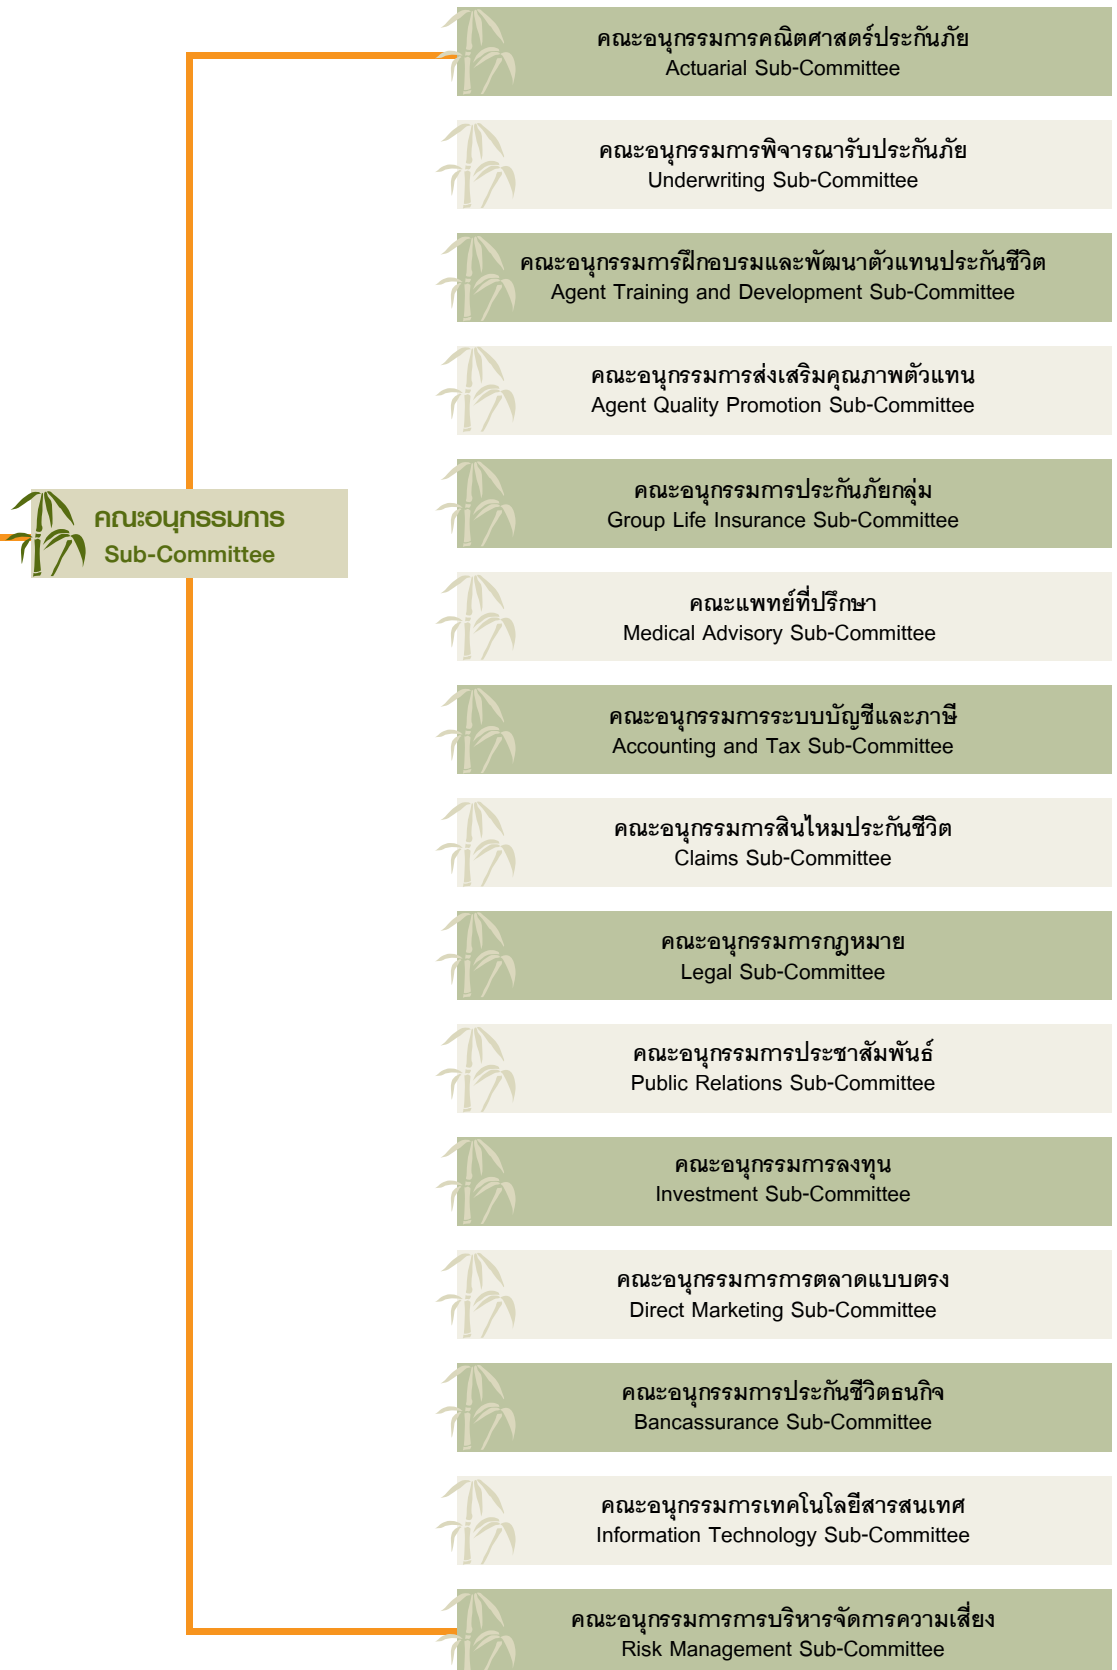 คณะอนุกรรมการคณิตศาสตร์ประกันภัย
Actuarial Sub-Committee
คณะอนุกรรมการพิจารณารับประกันภัย
Underwriting Sub-Committee
คณะอนุกรรมการฝึกอบรมและพัฒนาตัวแทนประกันชีวิต
Agent Training and Development Sub-Committee
คณะอนุกรรมการส่งเสริมคุณภาพตัวแทน
Agent Quality Promotion Sub-Committee
คณะอนุกรรมการประกันภัยกลุ่ม
Group Life Insurance Sub-Committee
คณะอนุกรรมการ
Sub-Committee
คณะแพทย์ที่ปรึกษา
Medical Advisory Sub-Committee
คณะอนุกรรมการระบบบัญชีและภาษี
Accounting and Tax Sub-Committee
คณะอนุกรรมการสินไหมประกันชีวิต
Claims Sub-Committee
คณะอนุกรรมการกฎหมาย
Legal Sub-Committee
คณะอนุกรรมการประชาสัมพันธ์
Public Relations Sub-Committee
คณะอนุกรรมการลงทุน
Investment Sub-Committee
คณะอนุกรรมการการตลาดแบบตรง
Direct Marketing Sub-Committee
คณะอนุกรรมการประกันชีวิตธนกิจ
Bancassurance Sub-Committee
คณะอนุกรรมการเทคโนโลยีสารสนเทศ
Information Technology Sub-Committee
คณะอนุกรรมการการบริหารจัดการความเสี่ยง
Risk Management Sub-Committee